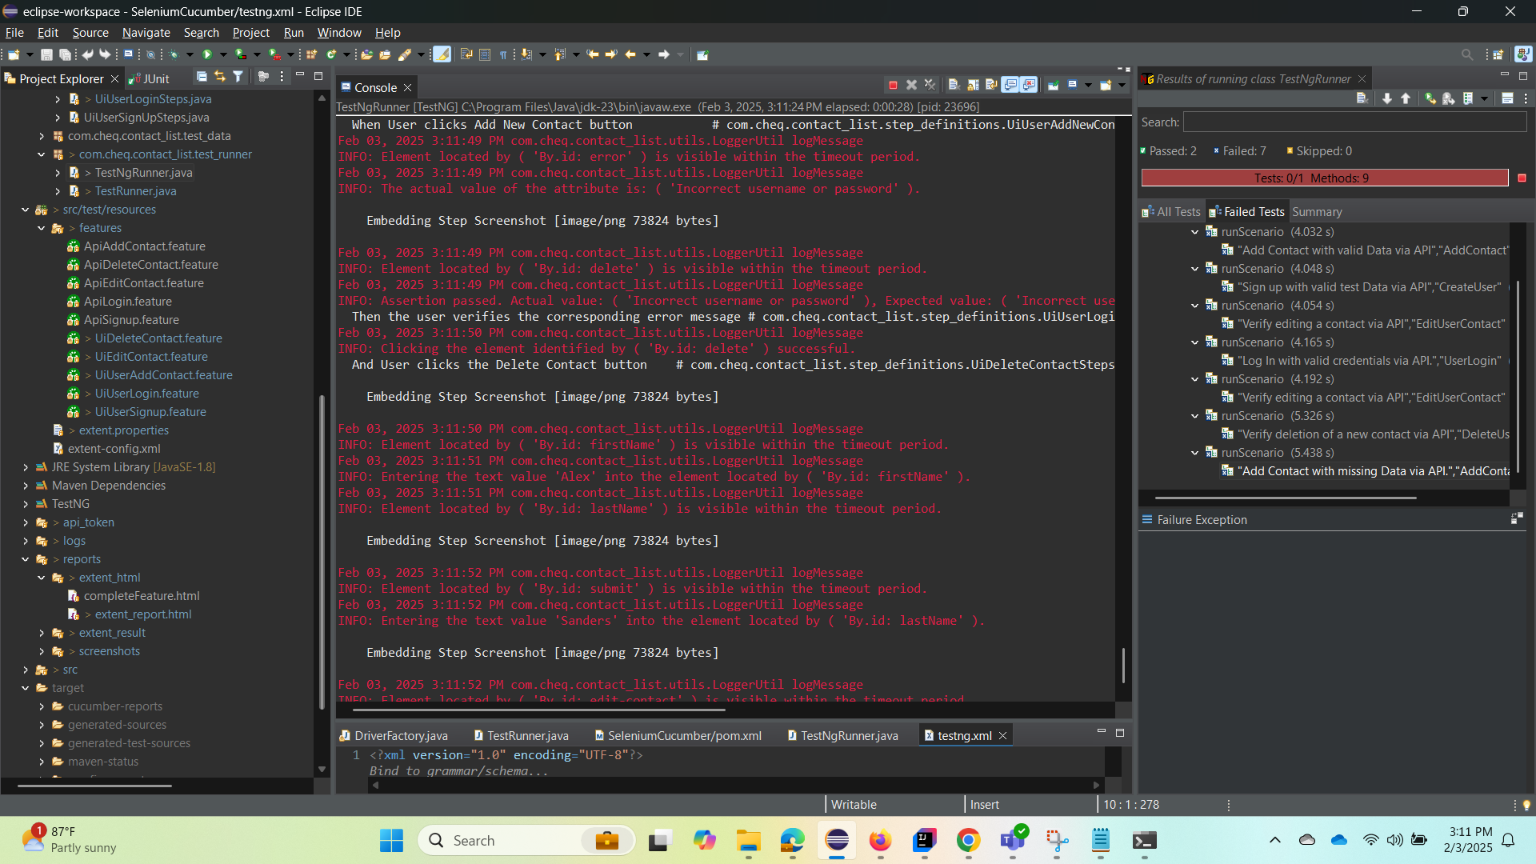 eclipse-workspace - SeleniumCucumber/testng.xml - Eclipse IDE
File Edit Source Navigate Search Project Run Window Help
Project Explorer
JUnit
> UiUserLoginSteps.java
UiUserSignUpSteps.java
com.cheq.contact_list.test_data
> com.cheq.contact_list.test_runner
> TestNgRunner.java
> TestRunner.java
> src/test/resources
> features
ApiAddContact.feature
ApiDeleteContact.feature
ApiEditContact.feature
ApiLogin.feature
ApiSignup.feature
> UiDeleteContact.feature
> UiEditContact.feature
> UiUserAddContact.feature
> UiUserLogin.feature
> UiUserSignup.feature
> extent.properties
extent-config.xml
JRE System Library [JavaSE-1.8]
Maven Dependencies
TestNG
> api_token
> logs
> reports
> extent_html
completeFeature.html
> extent_report.html
> extent_result
> screenshots
> src
target
cucumber-reports
generated-sources
generated-test-sources
maven-status
Console
TestNgRunner [TestNG] C:\Program Files\Java\jdk-23\bin\javaw.exe (Feb 3, 2025, 3:11:24 PM elapsed: 0:00:28) [pid: 23696]
When User clicks Add New Contact button # com.cheq.contact_list.step_definitions.UiUserAddNewCon
Feb 03, 2025 3:11:49 PM com.cheq.contact_list.utils.LoggerUtil logMessage
INFO: Element located by ( 'By.id: error' ) is visible within the timeout period.
Feb 03, 2025 3:11:49 PM com.cheq.contact_list.utils.LoggerUtil logMessage
INFO: The actual value of the attribute is: ( 'Incorrect username or password' ).
Embedding Step Screenshot [image/png 73824 bytes]
Feb 03, 2025 3:11:49 PM com.cheq.contact_list.utils.LoggerUtil logMessage
INFO: Element located by ( 'By.id: delete' ) is visible within the timeout period.
Feb 03, 2025 3:11:49 PM com.cheq.contact_list.utils.LoggerUtil logMessage
INFO: Assertion passed. Actual value: ( 'Incorrect username or password' ), Expected value: ( 'Incorrect use
Then the user verifies the corresponding error message # com.cheq.contact_list.step_definitions.UiUserLogi
Feb 03, 2025 3:11:50 PM com.cheq.contact_list.utils.LoggerUtil logMessage
INFO: Clicking the element identified by ( 'By.id: delete' ) successful.
And User clicks the Delete Contact button # com.cheq.contact_list.step_definitions.UiDeleteContactSteps
Embedding Step Screenshot [image/png 73824 bytes]
Feb 03, 2025 3:11:50 PM com.cheq.contact_list.utils.LoggerUtil logMessage
INFO: Element located by ( 'By.id: firstName' ) is visible within the timeout period.
Feb 03, 2025 3:11:51 PM com.cheq.contact_list.utils.LoggerUtil logMessage
INFO: Entering the text value 'Alex' into the element located by ( 'By.id: firstName' ).
Feb 03, 2025 3:11:51 PM com.cheq.contact_list.utils.LoggerUtil logMessage
INFO: Element located by ( 'By.id: lastName' ) is visible within the timeout period.
Embedding Step Screenshot [image/png 73824 bytes]
Feb 03, 2025 3:11:52 PM com.cheq.contact_list.utils.LoggerUtil logMessage
INFO: Element located by ( 'By.id: submit' ) is visible within the timeout period.
Feb 03, 2025 3:11:52 PM com.cheq.contact_list.utils.LoggerUtil logMessage
INFO: Entering the text value 'Sanders' into the element located by ( 'By.id: lastName' ).
Embedding Step Screenshot [image/png 73824 bytes]
Feb 03, 2025 3:11:52 PM com.cheq.contact_list.utils.LoggerUtil logMessage
INFO: Element located by ( 'By.id: edit-contact' ) is visible within the timeout period
DriverFactory.java TestRunner.java SeleniumCucumber/pom.xml TestNgRunner.java testng.xml
1 <?xml version="1.0" encoding="UTF-8"?>
Bind to grammar/schema...
Results of running class TestNgRunner
Search:
Passed: 2 Failed: 7 Skipped: 0
Tests: 0/1 Methods: 9
All Tests Failed Tests Summary
runScenario (4.032 s)
"Add Contact with valid Data via API","AddContact"
runScenario (4.048 s)
"Sign up with valid test Data via API","CreateUser"
runScenario (4.054 s)
"Verify editing a contact via API","EditUserContact"
runScenario (4.165 s)
"Log In with valid credentials via API.","UserLogin"
runScenario (4.192 s)
"Verify editing a contact via API","EditUserContact"
runScenario (5.326 s)
"Verify deletion of a new contact via API","DeleteUs
runScenario (5.438 s)
"Add Contact with missing Data via API.","AddConta
Failure Exception
Writable Insert 10 : 1 : 278
1
87°F
Partly sunny
Search
3:11 PM
2/3/2025